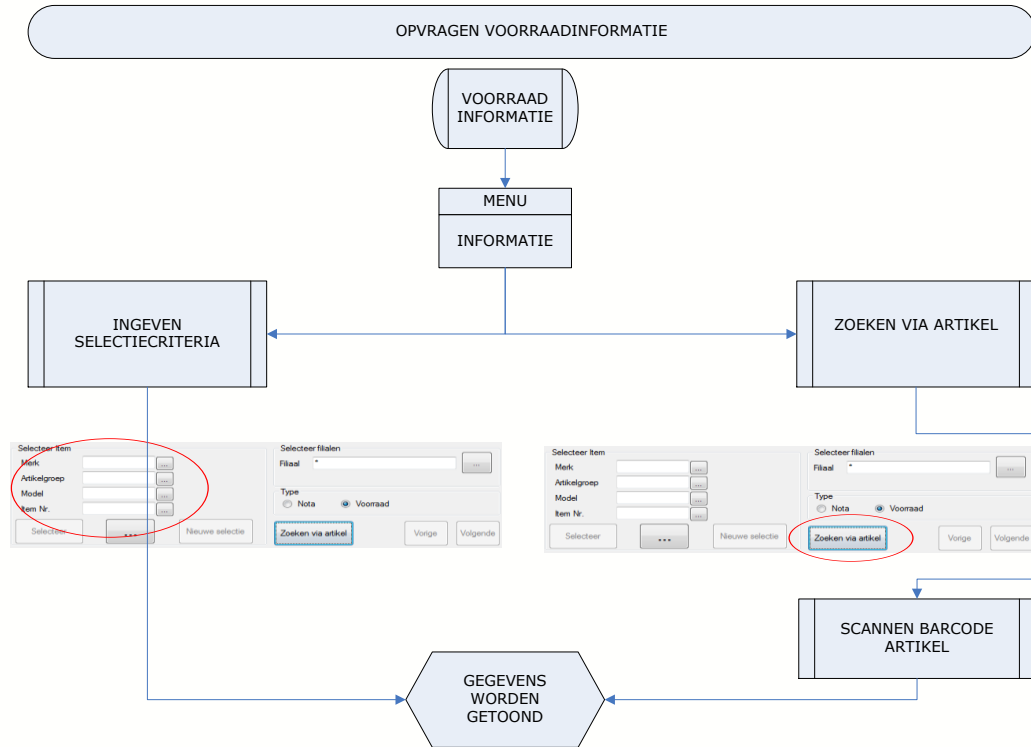 OPVRAGEN VOORRAADINFORMATIE
VOORRAAD
INFORMATIE
MENU
INFORMATIE
INGEVEN
SELECTIECRITERIA
ZOEKEN VIA ARTIKEL
Selecteer Item
Merk
...
Artikelgroep
...
Model
...
Item Nr.
...
Selecteer
...
Nieuwe selectie
Selecteer filialen
Filiaal
*
...
Type
Nota
Voorraad
Zoeken via artikel
Vorige
Volgende
Selecteer Item
Merk
...
Artikelgroep
...
Model
...
Item Nr.
...
Selecteer
...
Nieuwe selectie
Selecteer filialen
Filiaal
*
...
Type
Nota
Voorraad
Zoeken via artikel
Vorige
Volgende
SCANNEN BARCODE
ARTIKEL
GEGEVENS
WORDEN
GETOOND